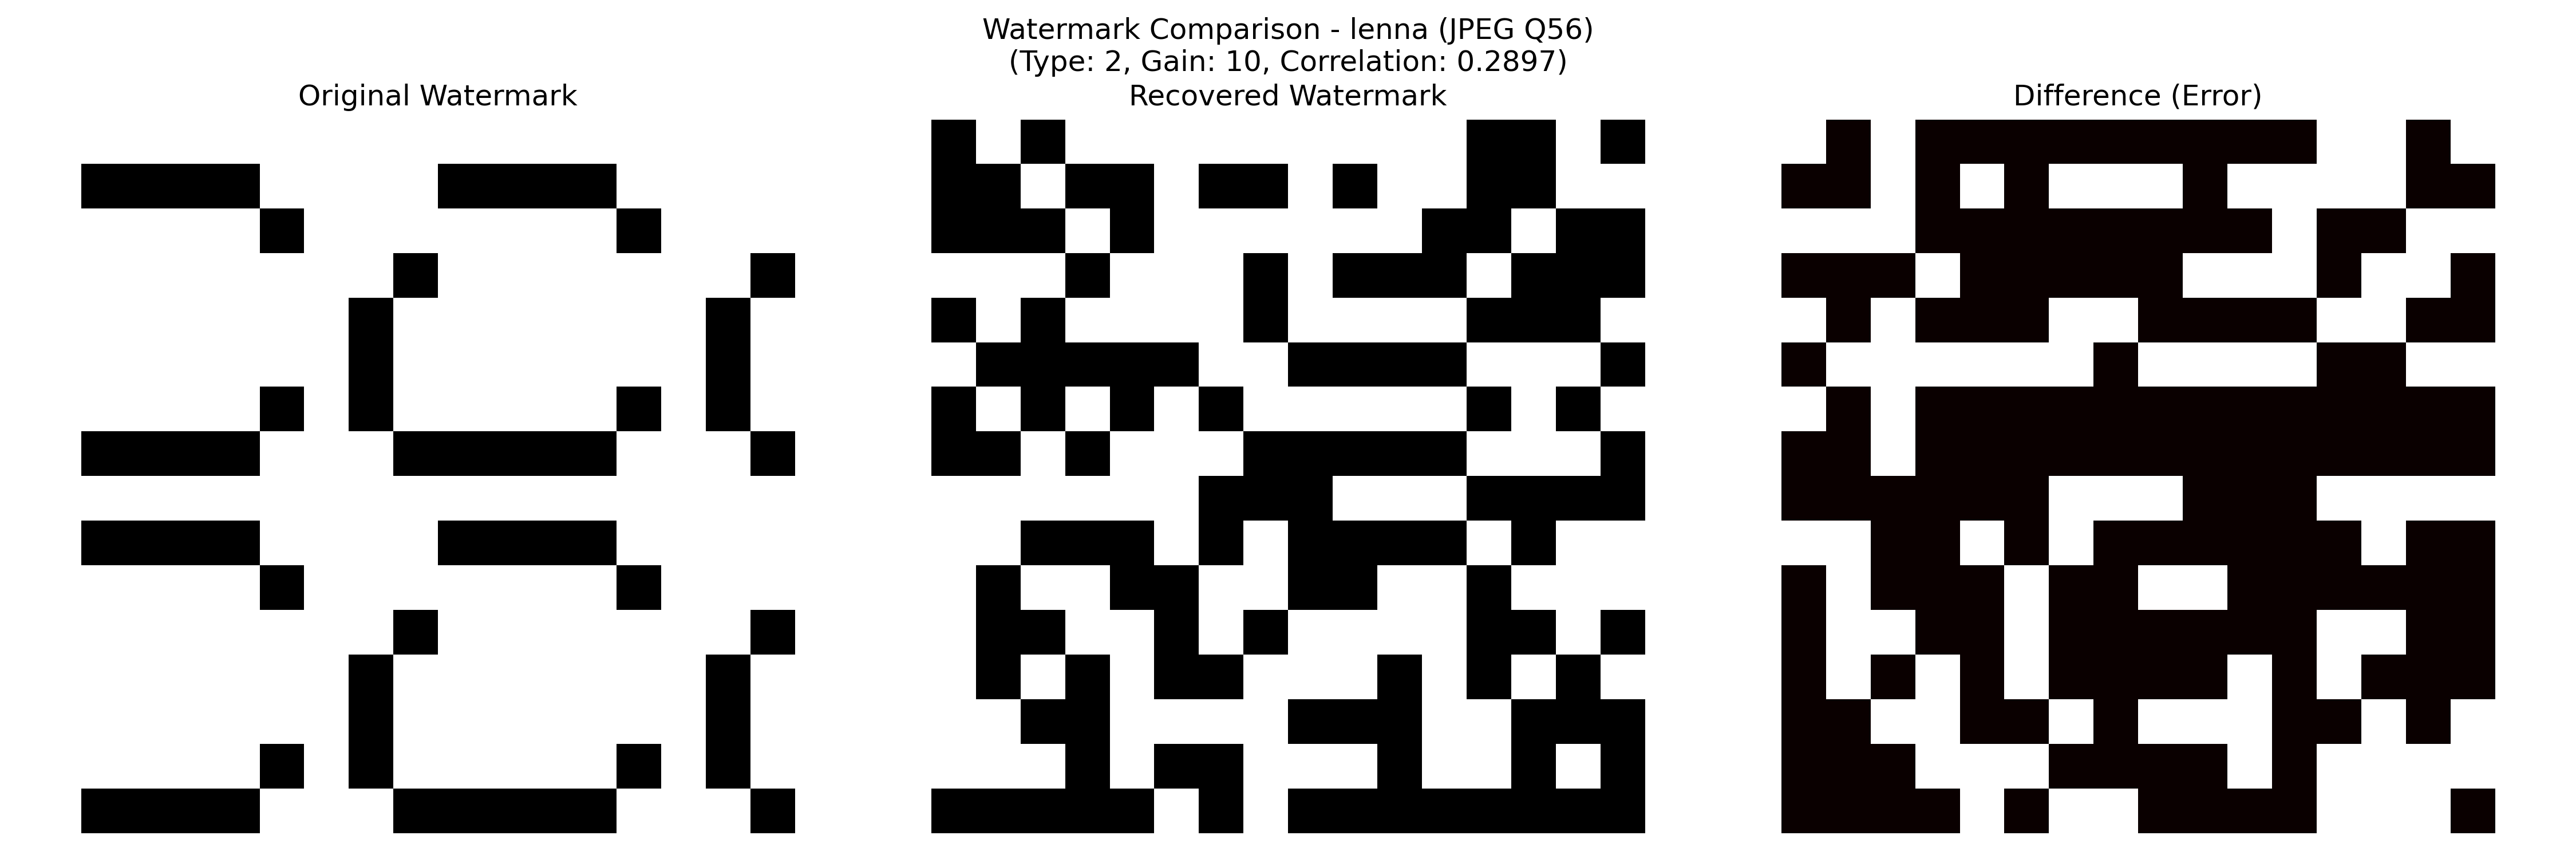 Watermark Comparison - lenna (JPEG Q56)
(Type: 2, Gain: 10, Correlation: 0.2897)
Original Watermark
Recovered Watermark
Difference (Error)